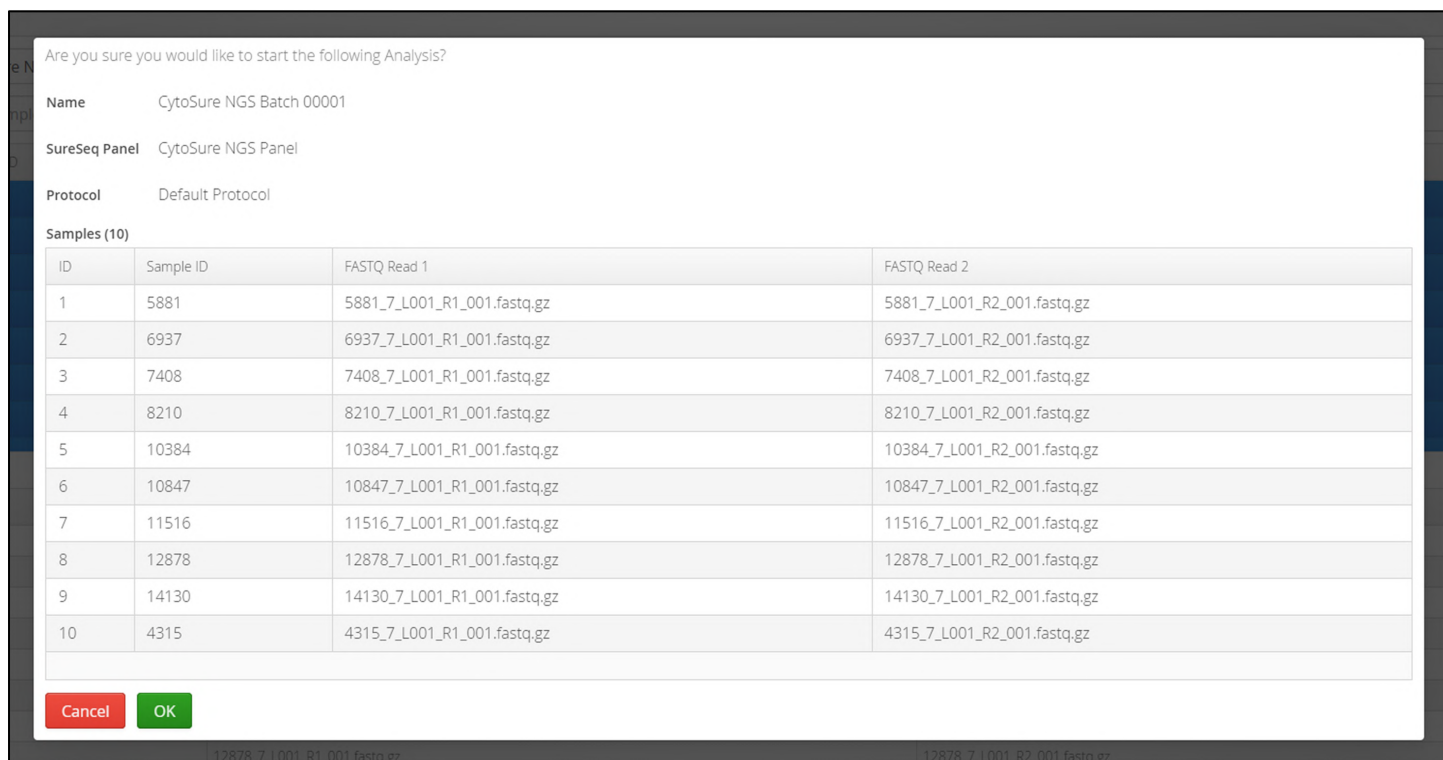 Are you sure you would like to start the following Analysis?
Name CytoSure NGS Batch 00001
SureSeq Panel CytoSure NGS Panel
Protocol Default Protocol
Samples (10)
ID Sample ID FASTQ Read 1 FASTQ Read 2
1 5881 5881_7_L001_R1_001.fastq.gz 5881_7_L001_R2_001.fastq.gz
2 6937 6937_7_L001_R1_001.fastq.gz 6937_7_L001_R2_001.fastq.gz
3 7408 7408_7_L001_R1_001.fastq.gz 7408_7_L001_R2_001.fastq.gz
4 8210 8210_7_L001_R1_001.fastq.gz 8210_7_L001_R2_001.fastq.gz
5 10384 10384_7_L001_R1_001.fastq.gz 10384_7_L001_R2_001.fastq.gz
6 10847 10847_7_L001_R1_001.fastq.gz 10847_7_L001_R2_001.fastq.gz
7 11516 11516_7_L001_R1_001.fastq.gz 11516_7_L001_R2_001.fastq.gz
8 12878 12878_7_L001_R1_001.fastq.gz 12878_7_L001_R2_001.fastq.gz
9 14130 14130_7_L001_R1_001.fastq.gz 14130_7_L001_R2_001.fastq.gz
10 4315 4315_7_L001_R1_001.fastq.gz 4315_7_L001_R2_001.fastq.gz
Cancel OK
12878_7_L001_R1_001.fastq.gz 12878_7_L001_R2_001.fastq.gz